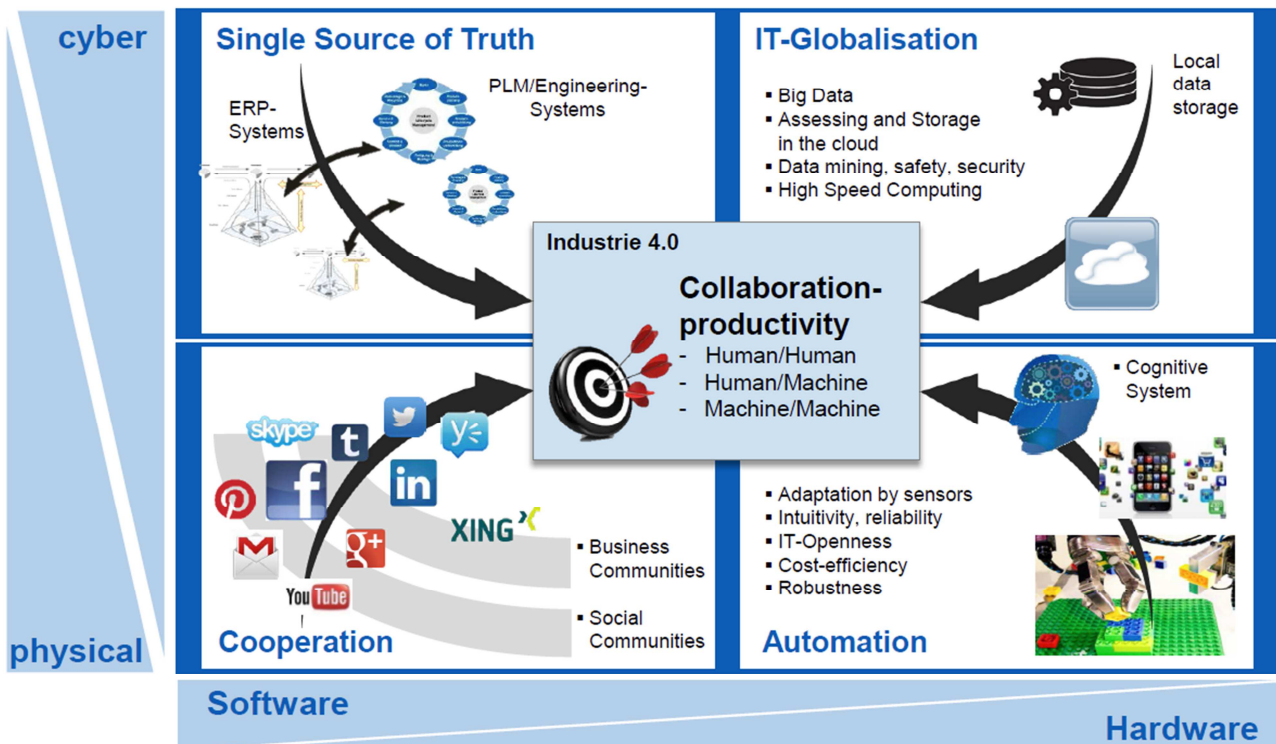 cyber
physical
Single Source of Truth
ERP-
Systems
PLM/Engineering-
Systems
IT-Globalisation
▪ Big Data
▪ Assessing and Storage
in the cloud
▪ Data mining, safety, security
▪ High Speed Computing
Local
data
storage
Industrie 4.0
Collaboration-
productivity
- Human/Human
- Human/Machine
- Machine/Machine
skype
t
y
f
in
XING
g+
You Tube
▪ Business
Communities
▪ Social
Communities
Cooperation
▪ Cognitive
System
▪ Adaptation by sensors
▪ Intuitivity, reliability
▪ IT-Openness
▪ Cost-efficiency
▪ Robustness
Automation
Software
Hardware